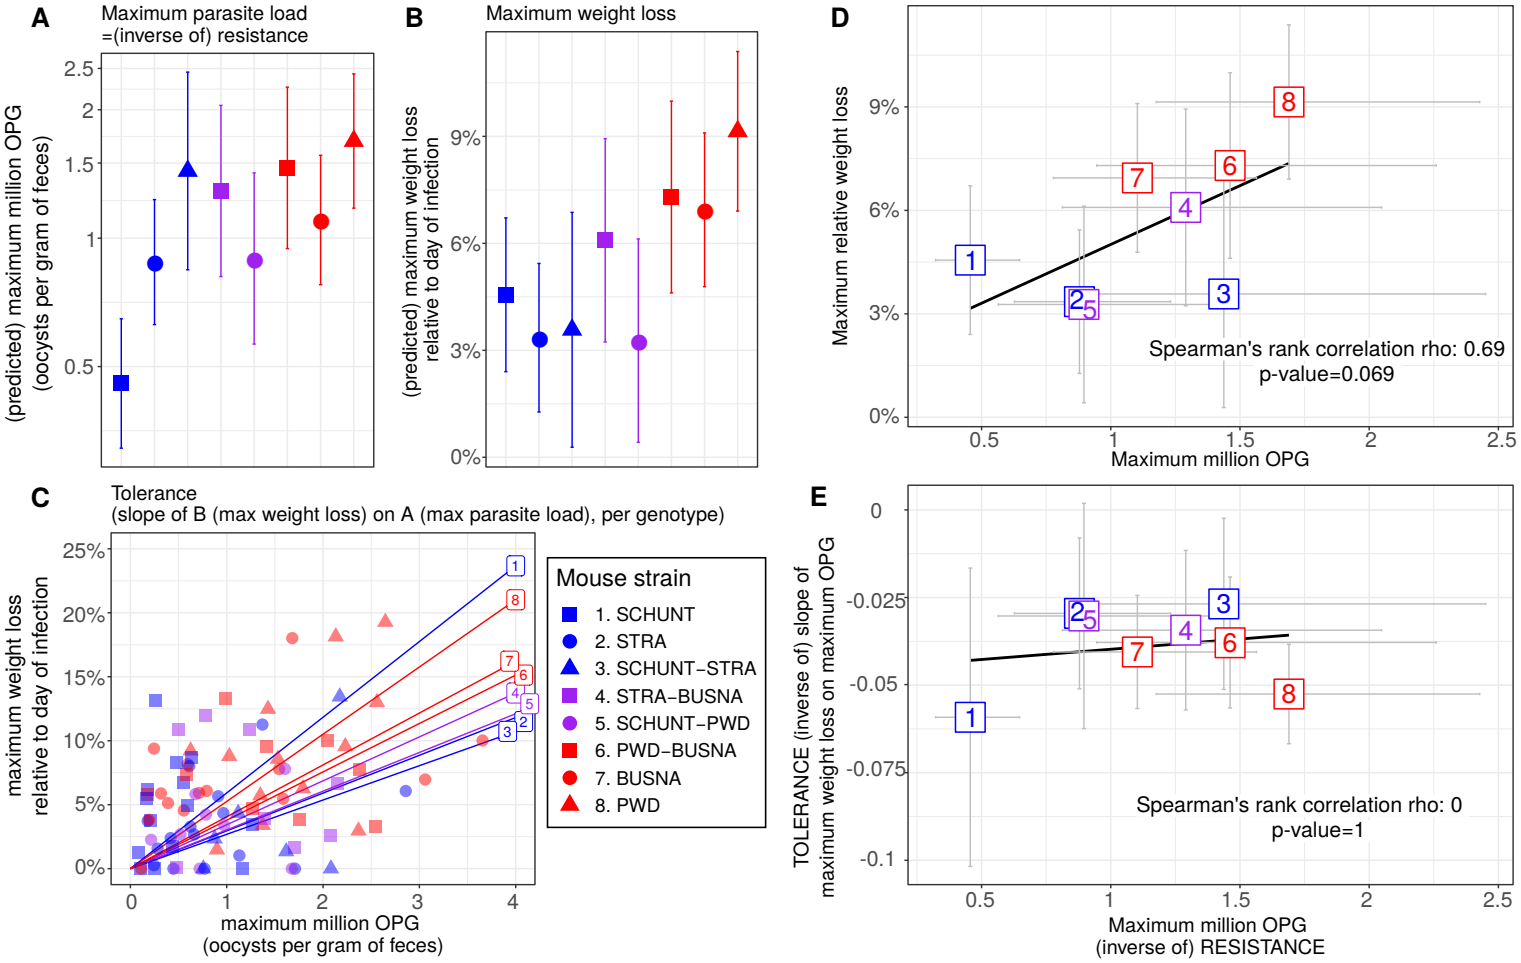 A
Maximum parasite load
=(inverse of) resistance
(predicted) maximum million OPG
(oocysts per gram of feces)
2.5
2
1.5
1
0.5
B
Maximum weight loss
(predicted) maximum weight loss
relative to day of infection
9%
6%
3%
0%
C
Tolerance
(slope of B (max weight loss) on A (max parasite load), per genotype)
maximum weight loss
relative to day of infection
25%
20%
15%
10%
5%
0%
1
8
7
6
4
5
2
3
0 1 2 3 4
maximum million OPG
(oocysts per gram of feces)
Mouse strain
1. SCHUNT
2. STRA
3. SCHUNT−STRA
4. STRA−BUSNA
5. SCHUNT−PWD
6. PWD−BUSNA
7. BUSNA
8. PWD
D
Maximum relative weight loss
9%
6%
3%
0%
8
7
6
4
1
3
2
5
Spearman's rank correlation rho: 0.69
p-value=0.069
0.5 1 1.5 2 2.5
Maximum million OPG
E
TOLERANCE (inverse of) slope of
maximum weight loss on maximum OPG
0
-0.025
-0.05
-0.075
-0.1
2
5
3
4
6
7
8
1
Spearman's rank correlation rho: 0
p-value=1
0.5 1 1.5 2 2.5
Maximum million OPG
(inverse of) RESISTANCE